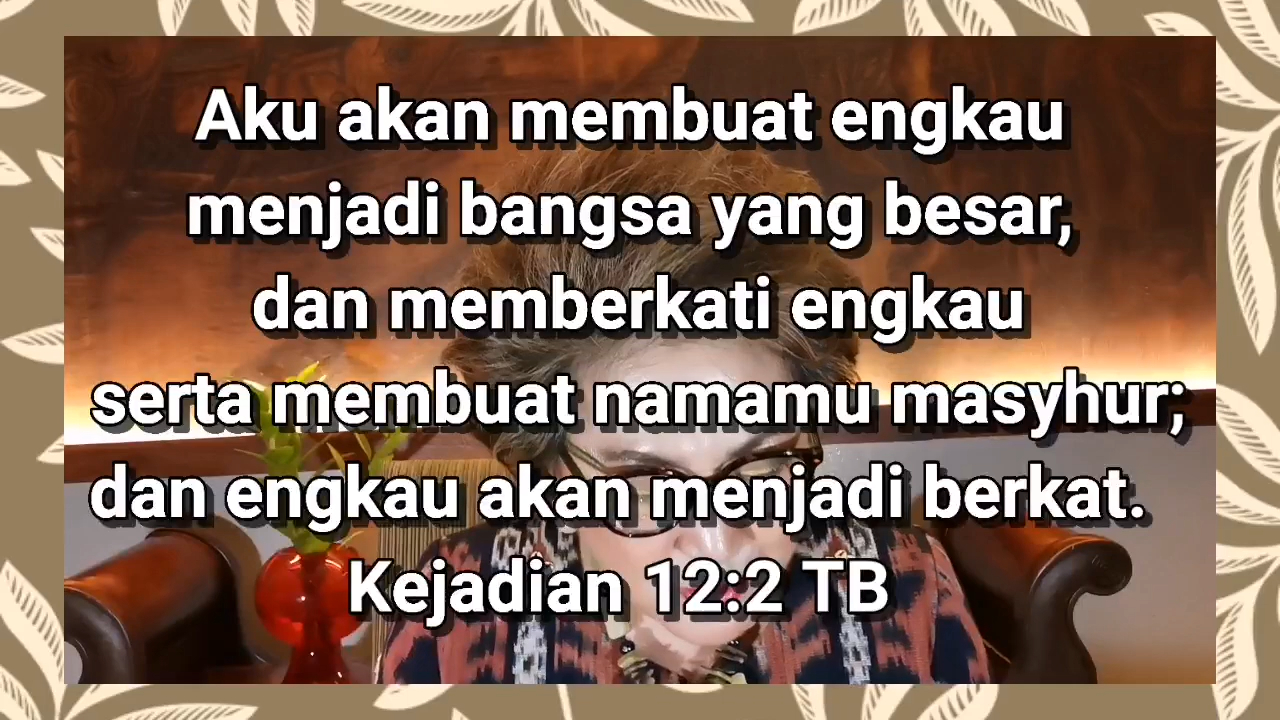 Aku akan membuat engkau
menjadi bangsa yang besar,
dan memberkati engkau
serta membuat namamu masyhur;
dan engkau akan menjadi berkat.
Kejadian 12:2 TB